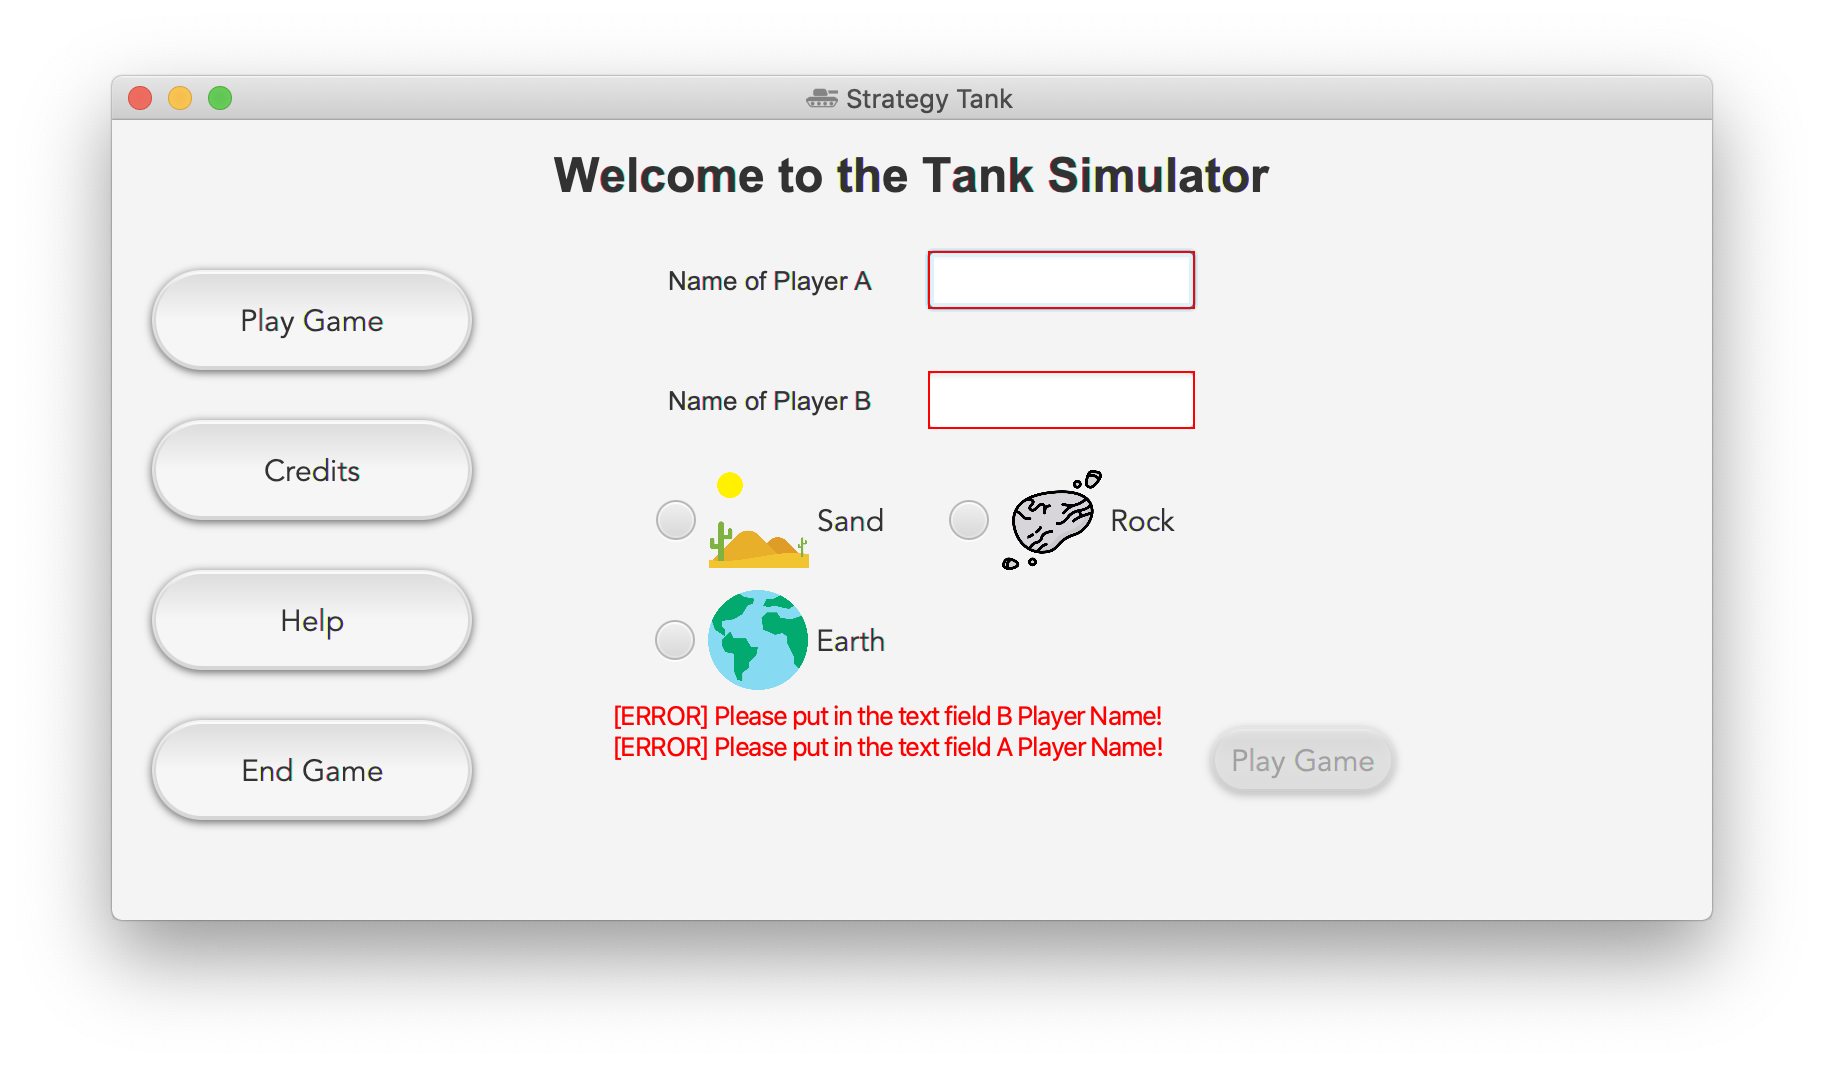 Strategy Tank
Welcome to the Tank Simulator
Play Game
Credits
Help
End Game
Name of Player A
Name of Player B
Sand
Rock
Earth
[ERROR] Please put in the text field B Player Name!
[ERROR] Please put in the text field A Player Name!
Play Game